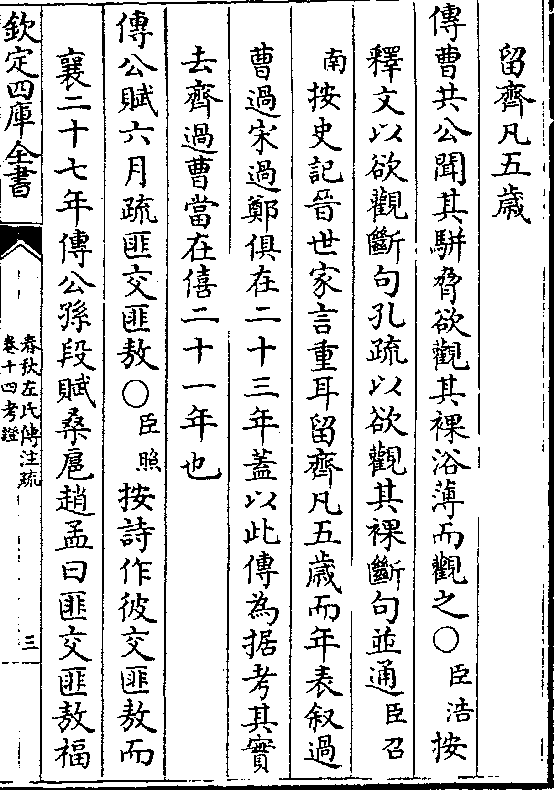 留齊凡五歲
傳曹共公聞其駢脅欲觀其裸浴薄而觀之〇臣浩按
釋文以欲觀斷句孔疏以欲觀其裸斷句並通臣召
南按史記晉世家言重耳留齊凡五歲而年表叙過
曹過宋過鄭俱在二十三年蓋以此傳為据考其實
去齊過曹當在僖二十一年也
傳公賦六月疏匪交匪敖〇臣照按詩作彼交匪敖而
襄二十七年傳公孫段賦桑扈趙孟曰匪交匪敖福
欽定四庫全書
春秋左氏傳注疏
卷十四考證
三